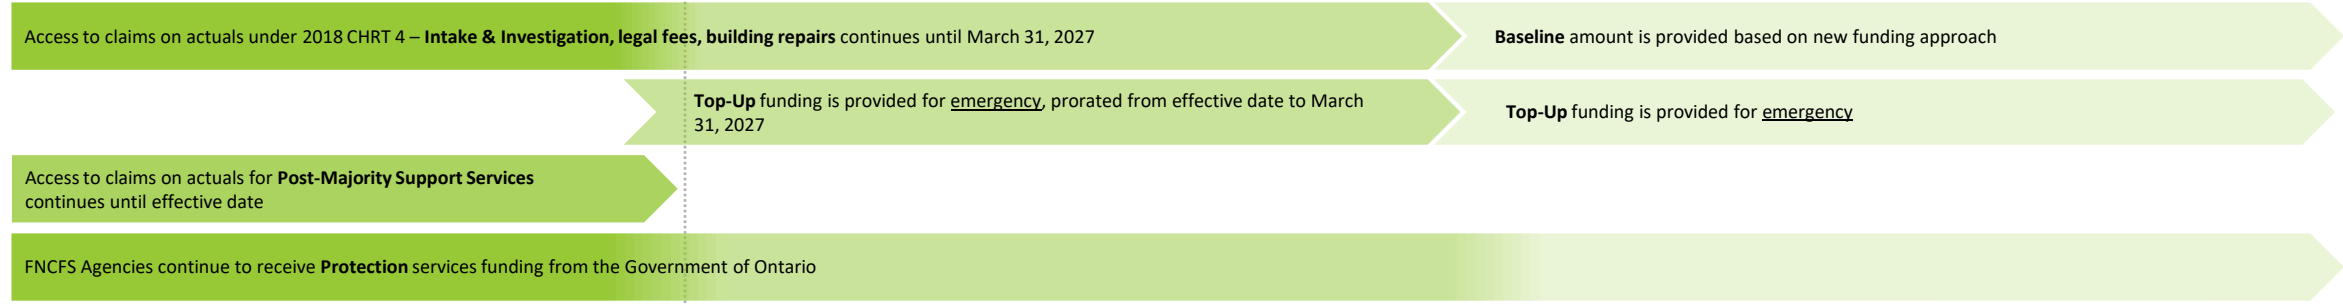 Access to claims on actuals under 2018 CHRT 4 – Intake & Investigation, legal fees, building repairs continues until March 31, 2027
Baseline amount is provided based on new funding approach
Top-Up funding is provided for emergency, prorated from effective date to March
31, 2027
Top-Up funding is provided for emergency
Access to claims on actuals for Post-Majority Support Services
continues until effective date
FNCFS Agencies continue to receive Protection services funding from the Government of Ontario